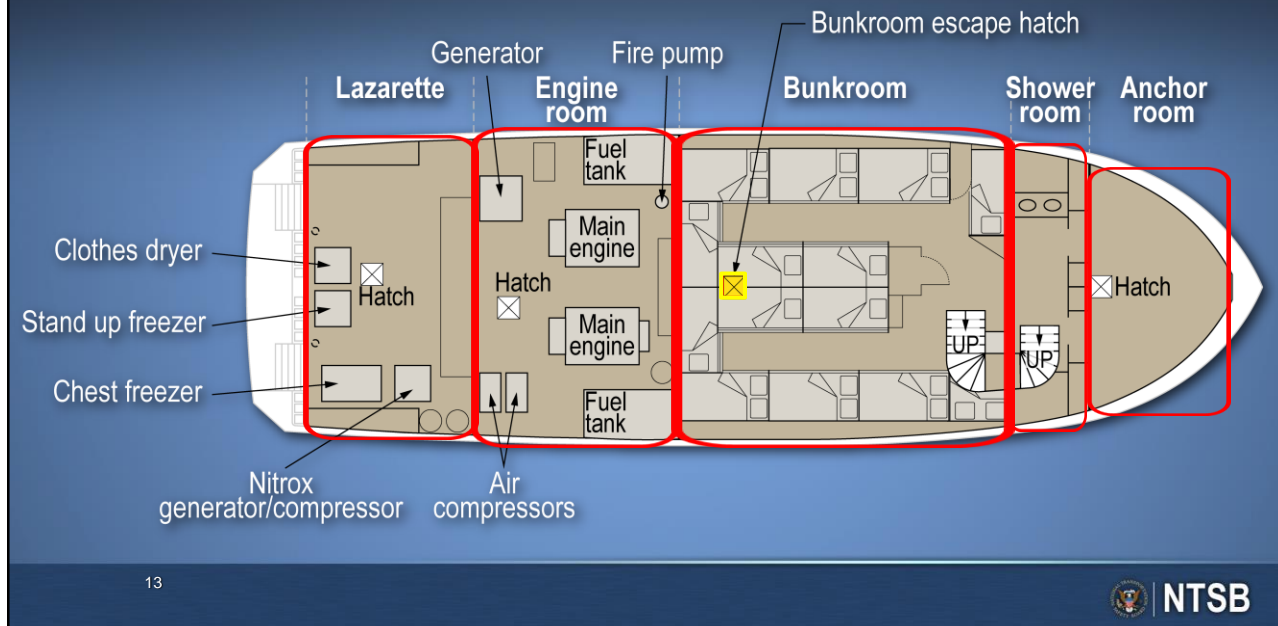 Bunkroom escape hatch
Generator
Fire pump
Lazarette
Engine
room
Bunkroom
Shower
room
Anchor
room
Fuel
tank
Main
engine
Clothes dryer
Hatch
Hatch
Hatch
Stand up freezer
Main
engine
UP
UP
Chest freezer
Fuel
tank
Nitrox
generator/compressor
Air
compressors
13
NTSB